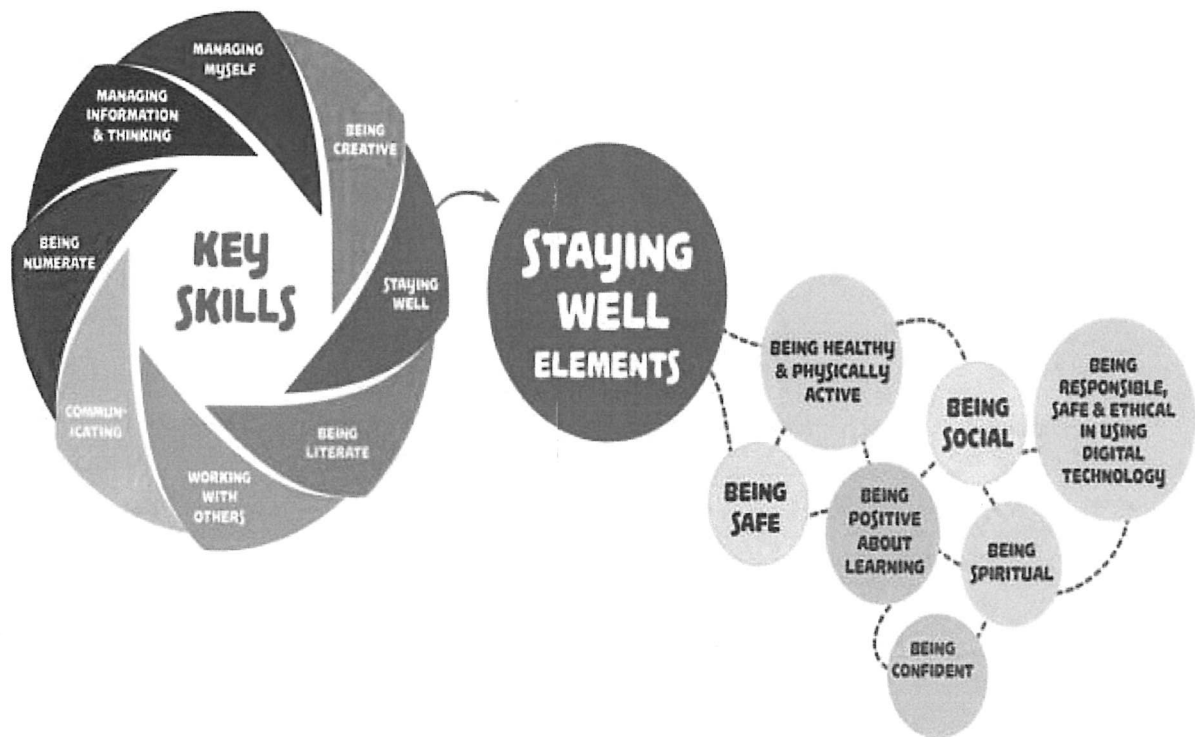 MANAGING
MYSELF
MANAGING
INFORMATION
& THINKING
BEING
CREATIVE
BEING
NUMERATE
KEY
SKILLS
STAYING
WELL
COMMUN-
ICATING
BEING
LITERATE
WORKING
WITH
OTHERS
STAYING
WELL
ELEMENTS
BEING HEALTHY
& PHYSICALLY
ACTIVE
BEING
SOCIAL
BEING
RESPONSIBLE,
SAFE & ETHICAL
IN USING
DIGITAL
TECHNOLOGY
BEING
SAFE
BEING
POSITIVE
ABOUT
LEARNING
BEING
SPIRITUAL
BEING
CONFIDENT